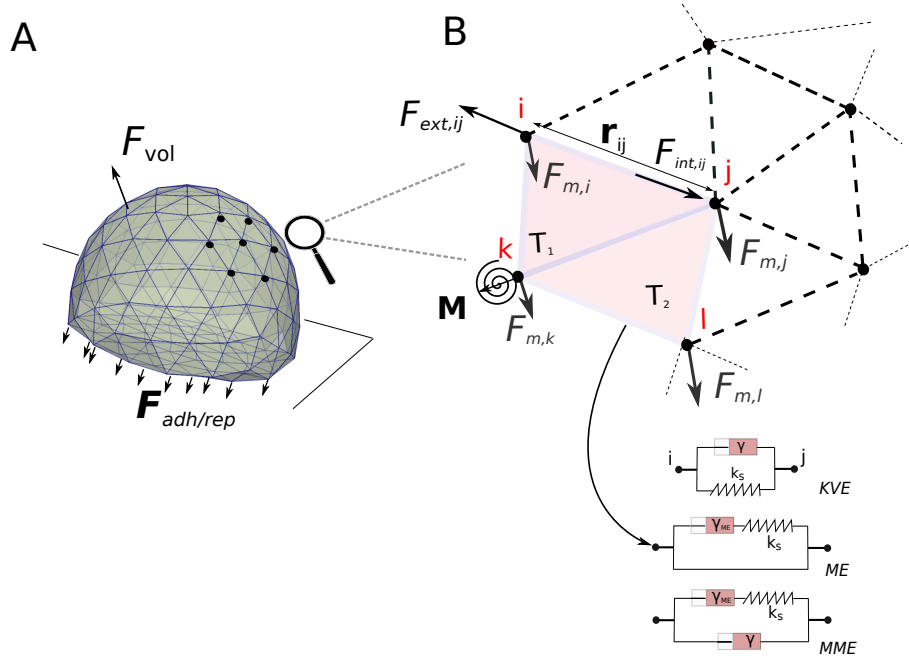 A
B
i
F_ext,ij
r_ij
F_int,ij
j
F_vol
F_m,i
k
T_1
F_m,j
M
T_2
F_m,k
l
F_m,l
F_adh/rep
γ
i
j
k_s
KVE
γ_ME
k_s
ME
γ_ME
k_s
γ
MME